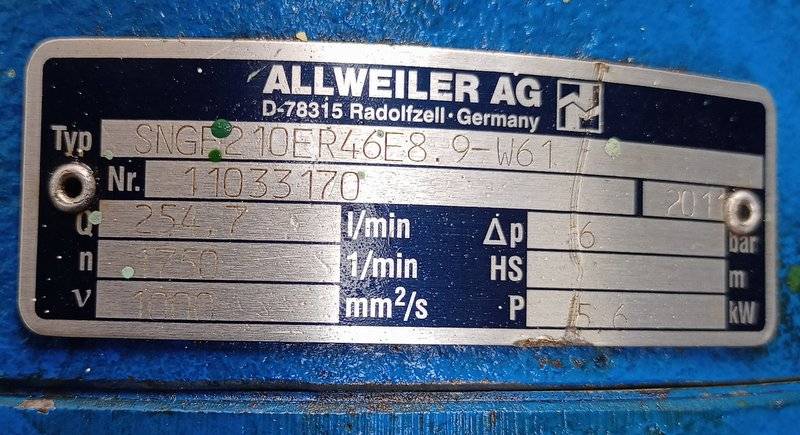 ALLWEILER AG
D-78315 Radolfzell·Germany
Typ SNGF210ER46E8.9-W61
Nr. 11033170 2011
Q 254,7 l/min Δp 6 bar
n 1750 1/min HS m
ν 1000 mm²/s P 5,6 kW